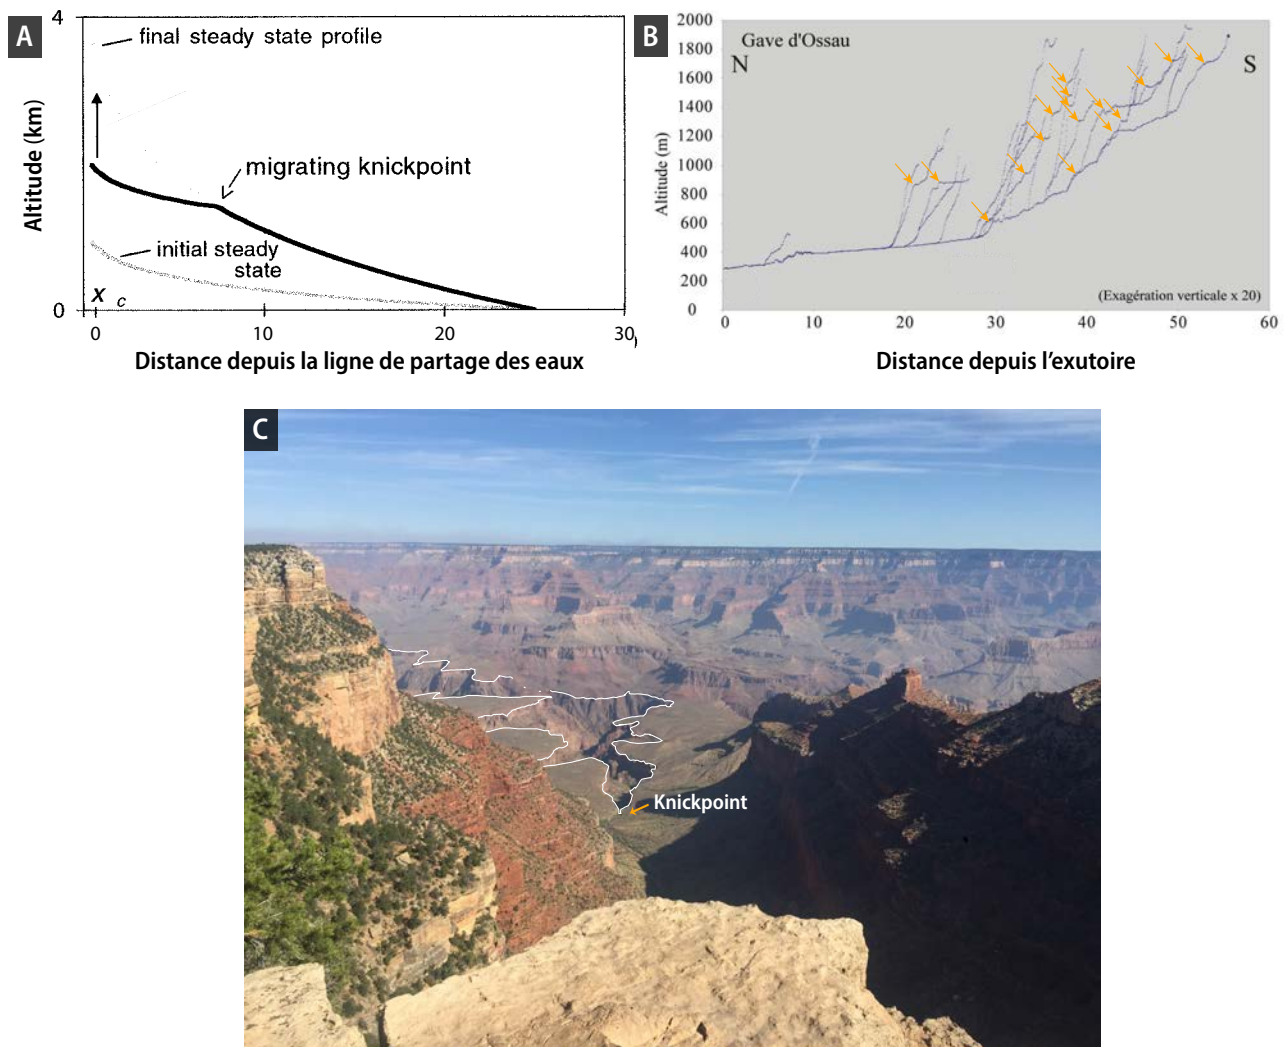 A
4
final steady state profile
Altitude (km)
migrating knickpoint
initial steady
state
x c
0
0
10
20
30
Distance depuis la ligne de partage des eaux
B
2000
1800
1600
1400
1200
1000
800
600
400
200
0
Altitude (m)
Gave d'Ossau
N
S
(Exagération verticale x 20)
0
10
20
30
40
50
60
Distance depuis l'exutoire
C
Knickpoint